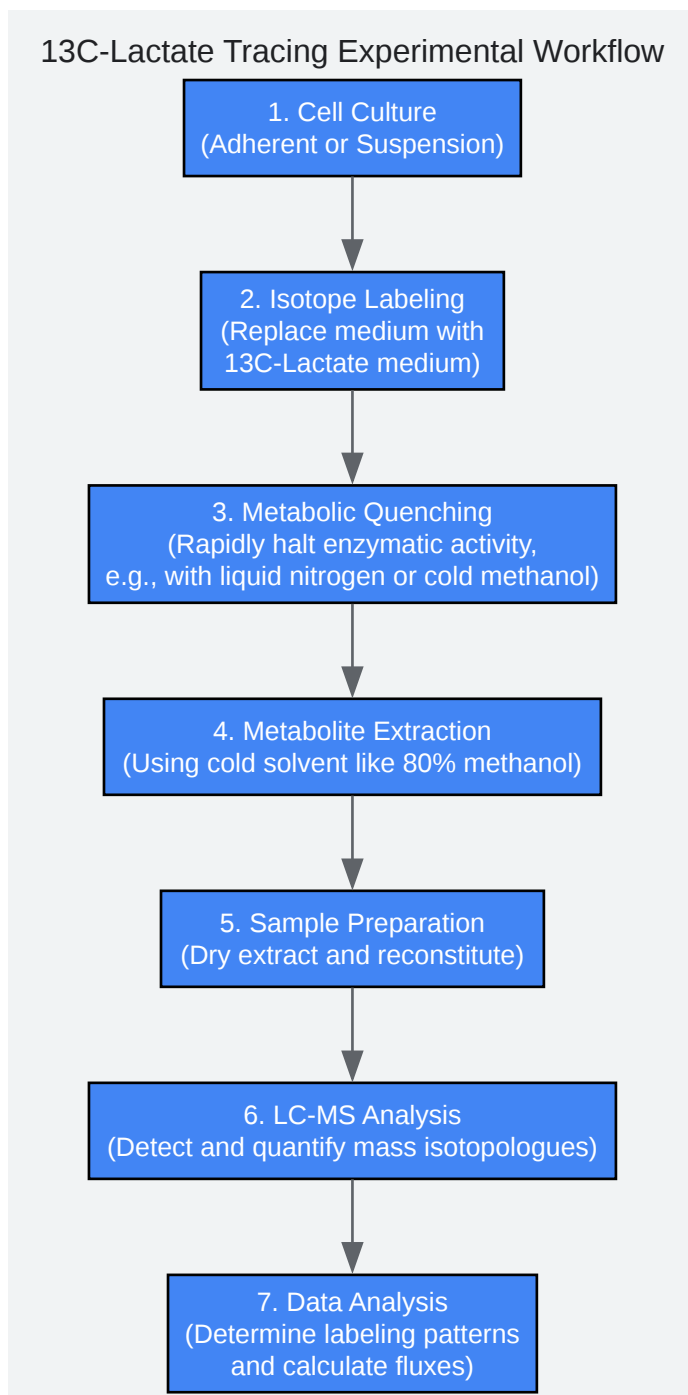 13C-Lactate Tracing Experimental Workflow
1. Cell Culture
(Adherent or Suspension)
2. Isotope Labeling
(Replace medium with
13C-Lactate medium)
3. Metabolic Quenching
(Rapidly halt enzymatic activity,
e.g., with liquid nitrogen or cold methanol)
4. Metabolite Extraction
(Using cold solvent like 80% methanol)
5. Sample Preparation
(Dry extract and reconstitute)
6. LC-MS Analysis
(Detect and quantify mass isotopologues)
7. Data Analysis
(Determine labeling patterns
and calculate fluxes)